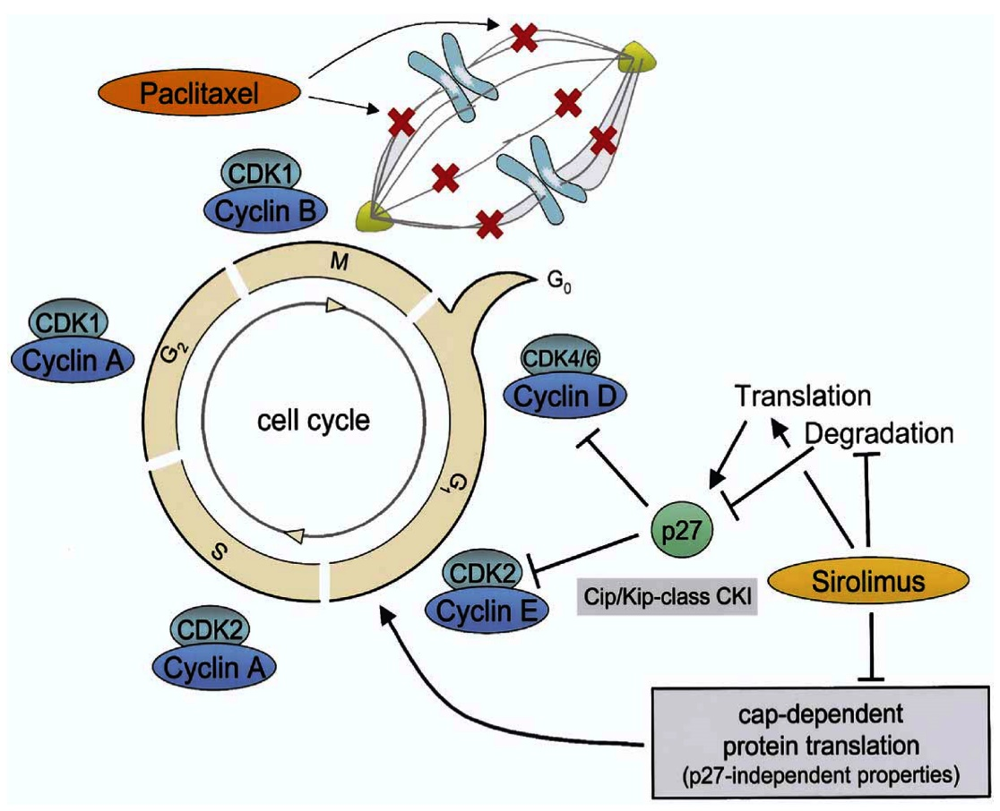 Paclitaxel
CDK1
Cyclin B
M
G₀
CDK1
Cyclin A
G₂
cell cycle
CDK4/6
Cyclin D
Translation
Degradation
G₁
p27
S
CDK2
Cyclin E
Cip/Kip-class CKI
Sirolimus
CDK2
Cyclin A
cap-dependent
protein translation
(p27-independent properties)